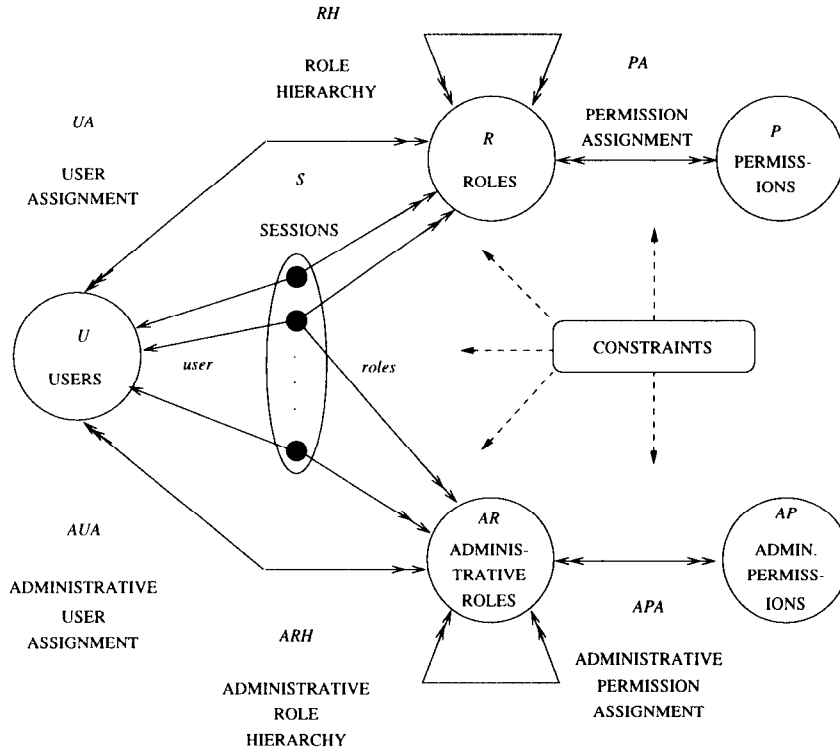 RH
ROLE
HIERARCHY
PA
PERMISSION
ASSIGNMENT
UA
USER
ASSIGNMENT
R
ROLES
P
PERMISS-
IONS
S
SESSIONS
U
USERS
user
roles
CONSTRAINTS
AUA
ADMINISTRATIVE
USER
ASSIGNMENT
AR
ADMINIS-
TRATIVE
ROLES
AP
ADMIN.
PERMISS-
IONS
ARH
ADMINISTRATIVE
ROLE
HIERARCHY
APA
ADMINISTRATIVE
PERMISSION
ASSIGNMENT